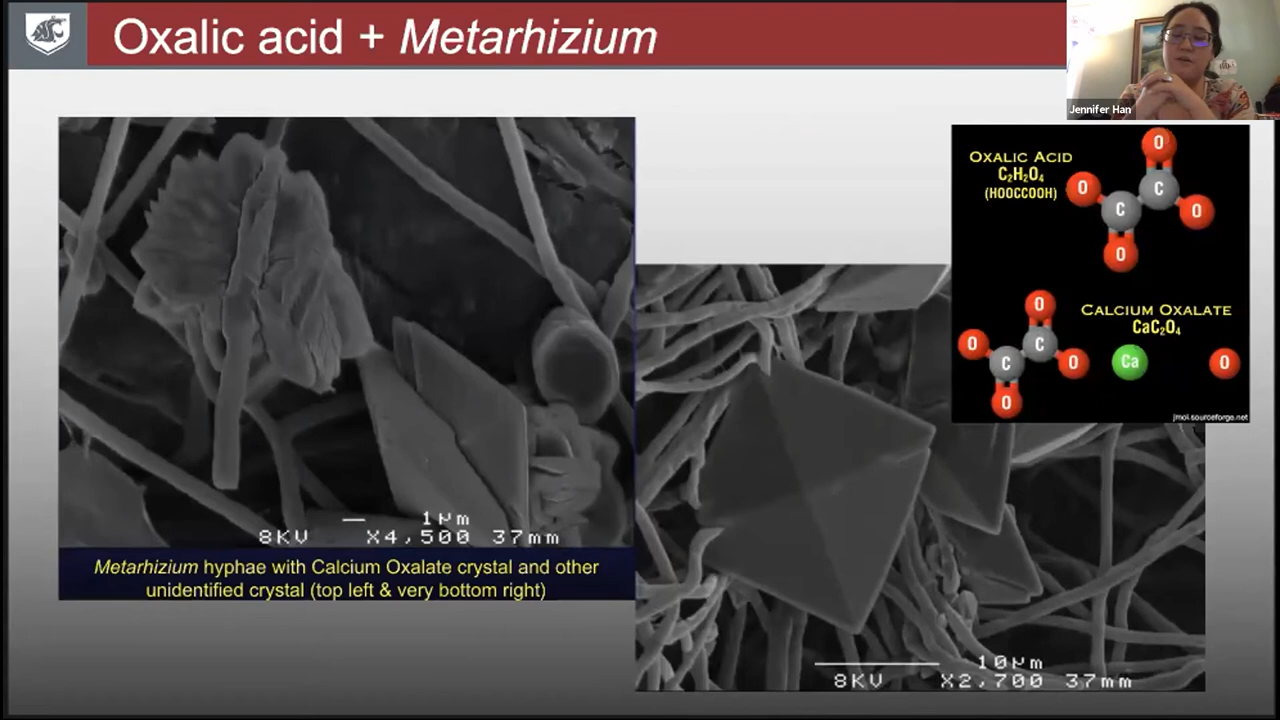 Oxalic acid + Metarhizium
Jennifer Han
OXALIC ACID
C₂H₂O₄
(HOOCCOOH)
O
O
C
C
O
O
CALCIUM OXALATE
CaC₂O₄
O
O
C
C
O
Ca
O
O
jmol.sourceforge.net
1µm
8KV X4,500 37mm
Metarhizium hyphae with Calcium Oxalate crystal and other
unidentified crystal (top left & very bottom right)
10µm
8KV X2,700 37mm